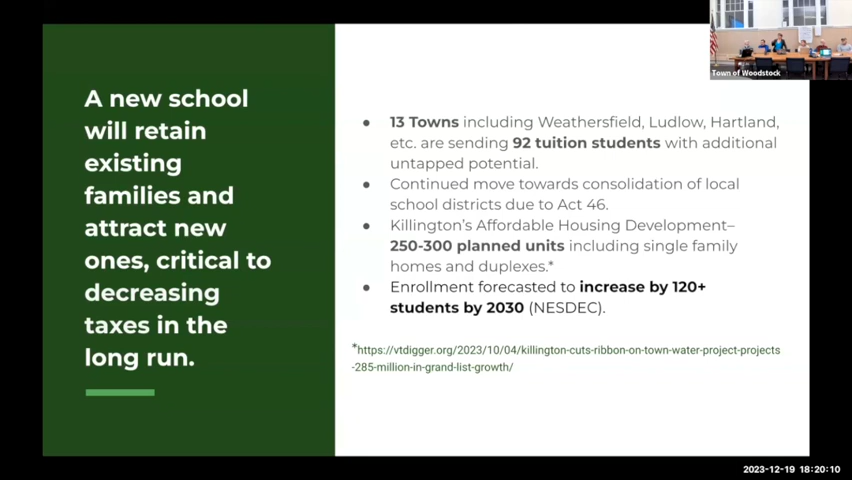 A new school
will retain
existing
families and
attract new
ones, critical to
decreasing
taxes in the
long run.
● 13 Towns including Weathersfield, Ludlow, Hartland,
etc. are sending 92 tuition students with additional
untapped potential.
● Continued move towards consolidation of local
school districts due to Act 46.
● Killington's Affordable Housing Development–
250-300 planned units including single family
homes and duplexes.*
● Enrollment forecasted to increase by 120+
students by 2030 (NESDEC).
*https://vtdigger.org/2023/10/04/killington-cuts-ribbon-on-town-water-project-projects
-285-million-in-grand-list-growth/
Town of Woodstock
2023-12-19 18:20:10